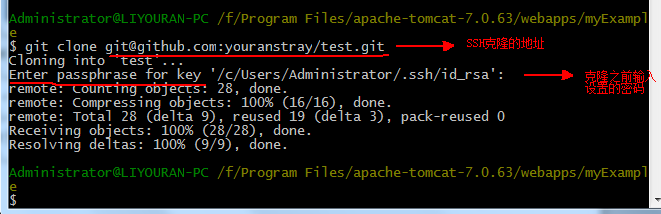 Administrator@LIYOURAN-PC /f/Program Files/apache-tomcat-7.0.63/webapps/myExampl
e
$ git clone git@github.com:youranstray/test.git
SSH克隆的地址
Cloning into 'test'...
Enter passphrase for key '/c/Users/Administrator/.ssh/id_rsa':
克隆之前输入
设置的密码
remote: Counting objects: 28, done.
remote: Compressing objects: 100% (16/16), done.
remote: Total 28 (delta 9), reused 19 (delta 3), pack-reused 0
Receiving objects: 100% (28/28), done.
Resolving deltas: 100% (9/9), done.
Administrator@LIYOURAN-PC /f/Program Files/apache-tomcat-7.0.63/webapps/myExampl
e
$